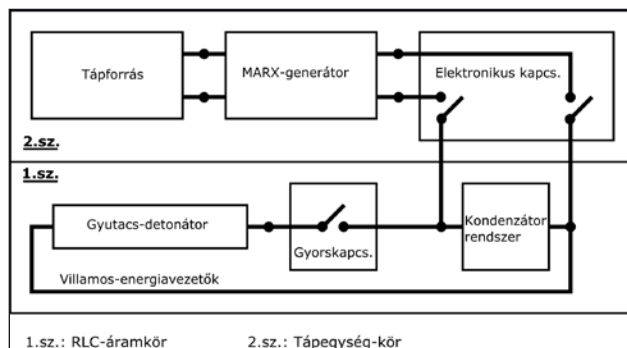 Tápforrás
MARX-generátor
Elektronikus kapcs.
2.sz.
1.sz.
Gyutacs-detonátor
Gyorskapcs.
Kondenzátor
rendszer
Villamos-energiavezetők
1.sz.: RLC-áramkör 2.sz.: Tápegység-kör